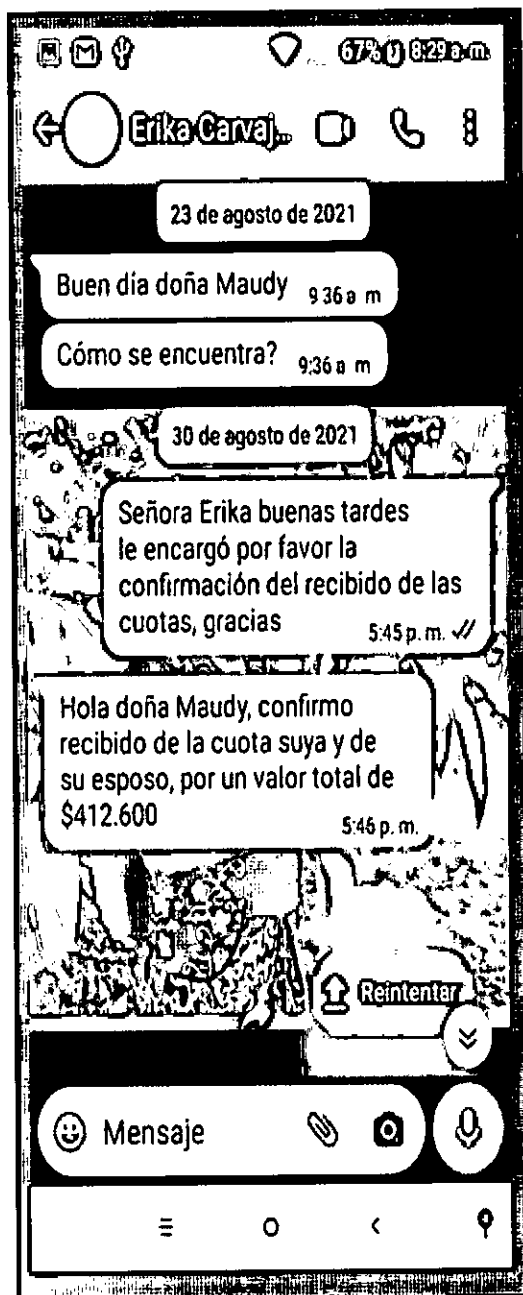 67% 8:29 a. m.
Erika Carvaj...
23 de agosto de 2021
Buen día doña Maudy 9 36 a m
Cómo se encuentra? 9:36 a m
30 de agosto de 2021
Señora Erika buenas tardes
le encargó por favor la
confirmación del recibido de las
cuotas, gracias 5:45 p. m.
Hola doña Maudy, confirmo
recibido de la cuota suya y de
su esposo, por un valor total de
$412.600 5:46 p. m.
Reintentar
Mensaje